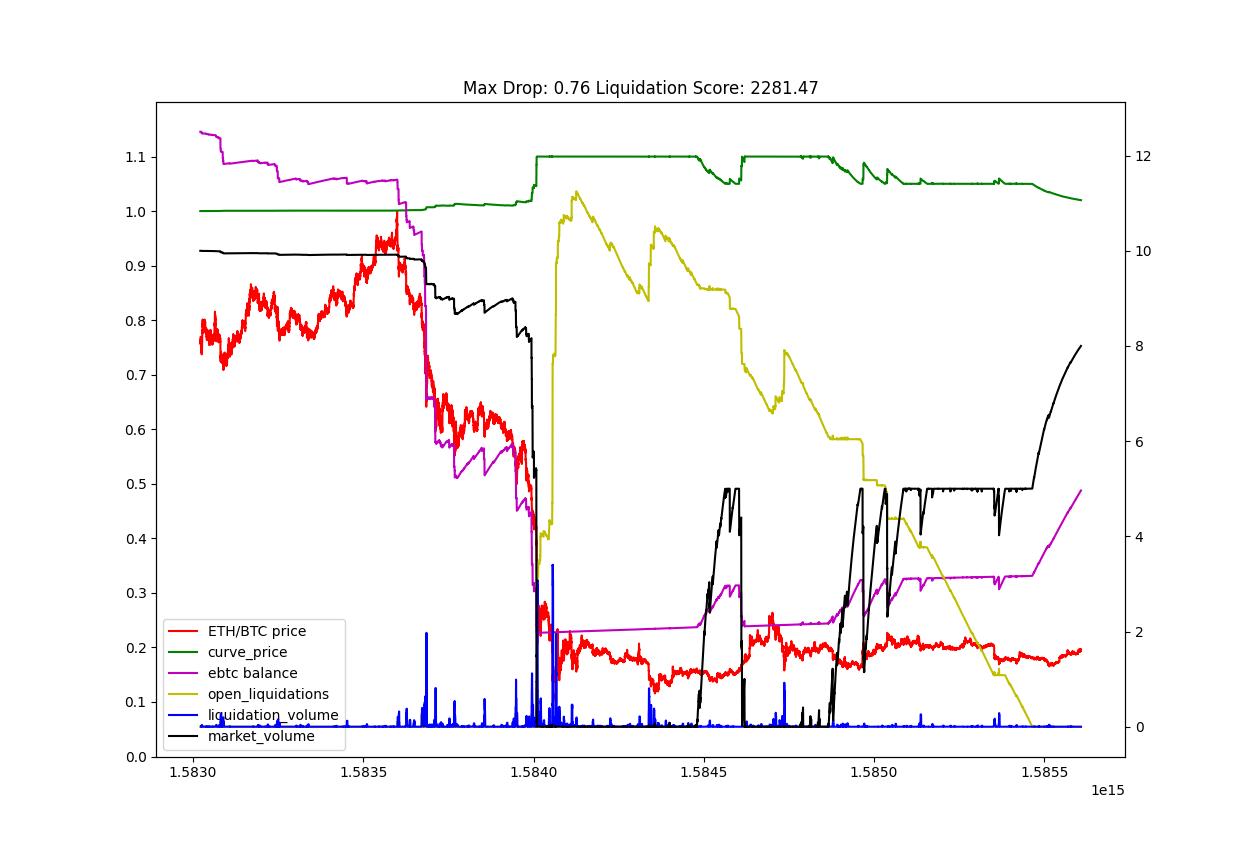 Max Drop: 0.76 Liquidation Score: 2281.47
1.1
1.0
0.9
0.8
0.7
0.6
0.5
0.4
0.3
0.2
0.1
0.0
12
10
8
6
4
2
0
ETH/BTC price
curve_price
ebtc balance
open_liquidations
liquidation_volume
market_volume
1.5830 1.5835 1.5840 1.5845 1.5850 1.5855
1e15